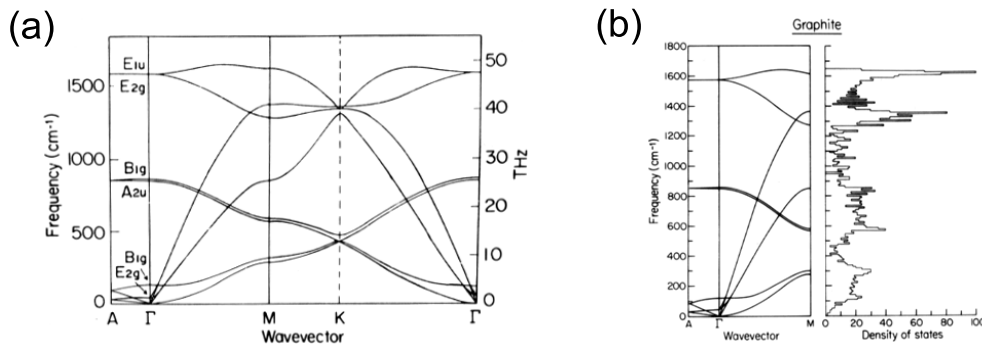 (a)
Frequency (cm⁻¹)
1500
1000
500
0
E1u
E2g
B1g
A2u
B1g
E2g
A
Γ
M
K
Γ
Wavevector
50
40
30
20
10
0
THz
(b)
Graphite
Frequency (cm⁻¹)
1800
1600
1400
1200
1000
800
600
400
200
0
A
Γ
M
Wavevector
0
20
40
60
80
100
Density of states